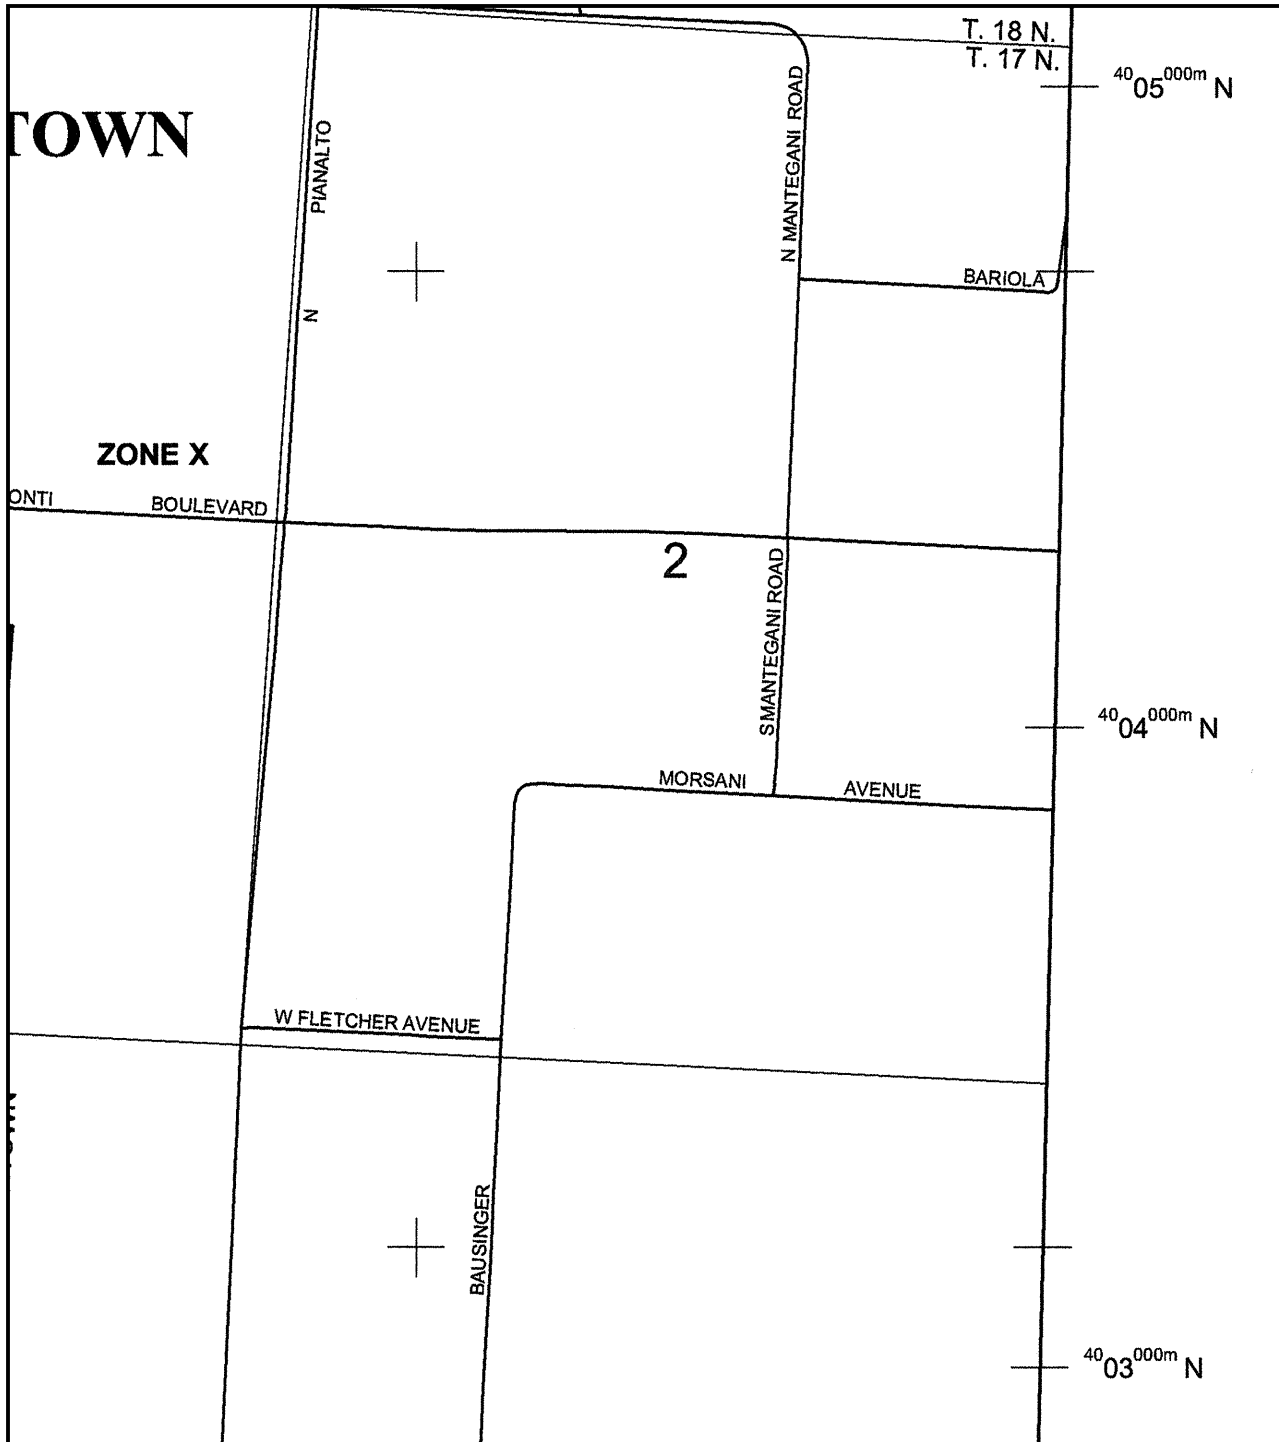 T. 18 N.
T. 17 N.
4005000m N
TOWN
PIANALTO
N MANTEGANI ROAD
BARIOLA
N
ZONE X
ONTI BOULEVARD
2
S MANTEGANI ROAD
4004000m N
MORSANI AVENUE
W FLETCHER AVENUE
BAUSINGER
4003000m N